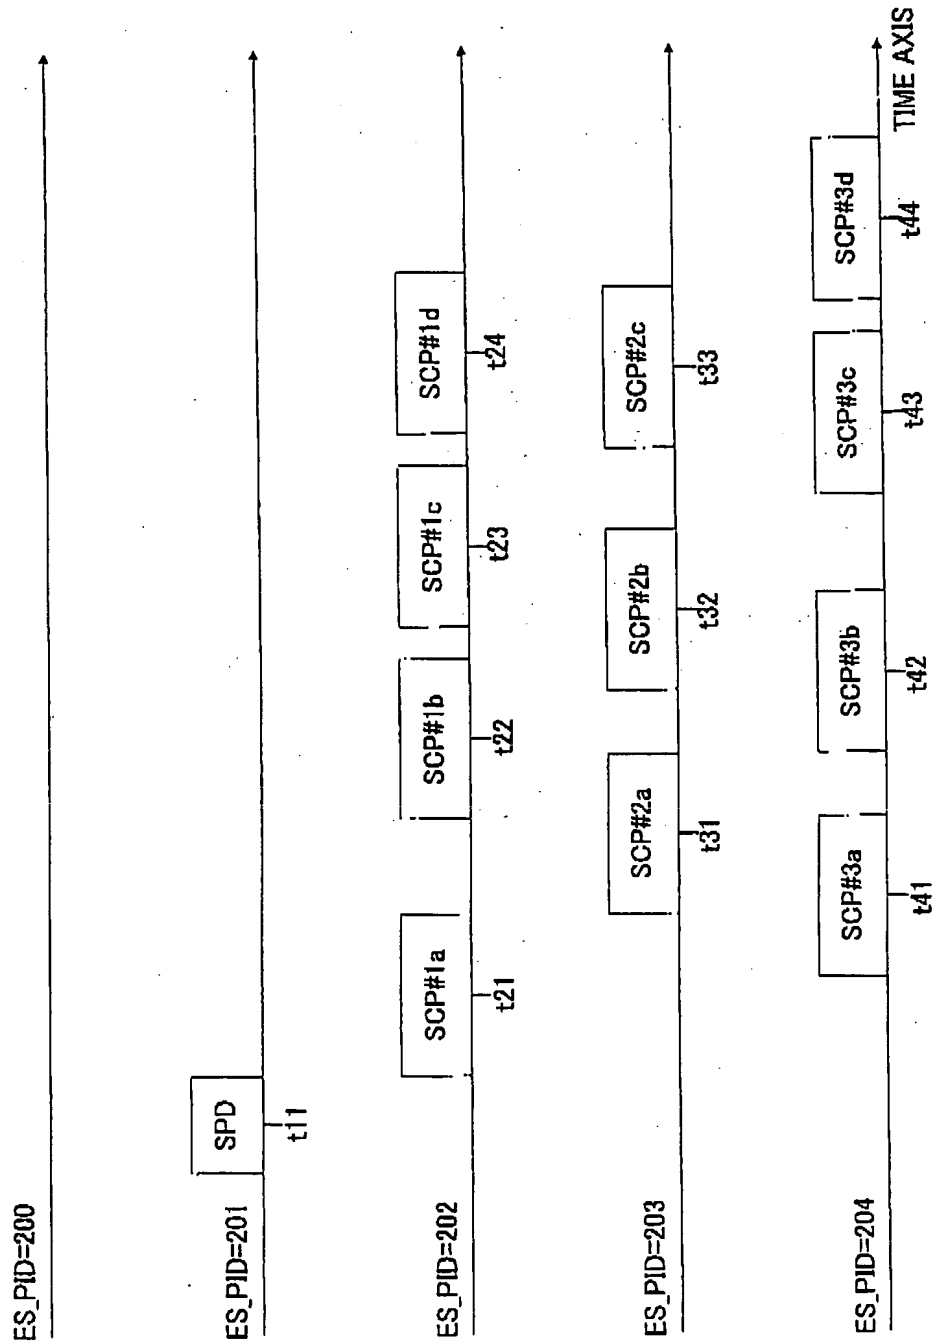 ES_PID=200
ES_PID=201
SPD
t11
ES_PID=202
SCP#1a
SCP#1b
SCP#1c
SCP#1d
t21
t22
t23
t24
ES_PID=203
SCP#2a
SCP#2b
SCP#2c
t31
t32
t33
ES_PID=204
SCP#3a
SCP#3b
SCP#3c
SCP#3d
t41
t42
t43
t44
TIME AXIS